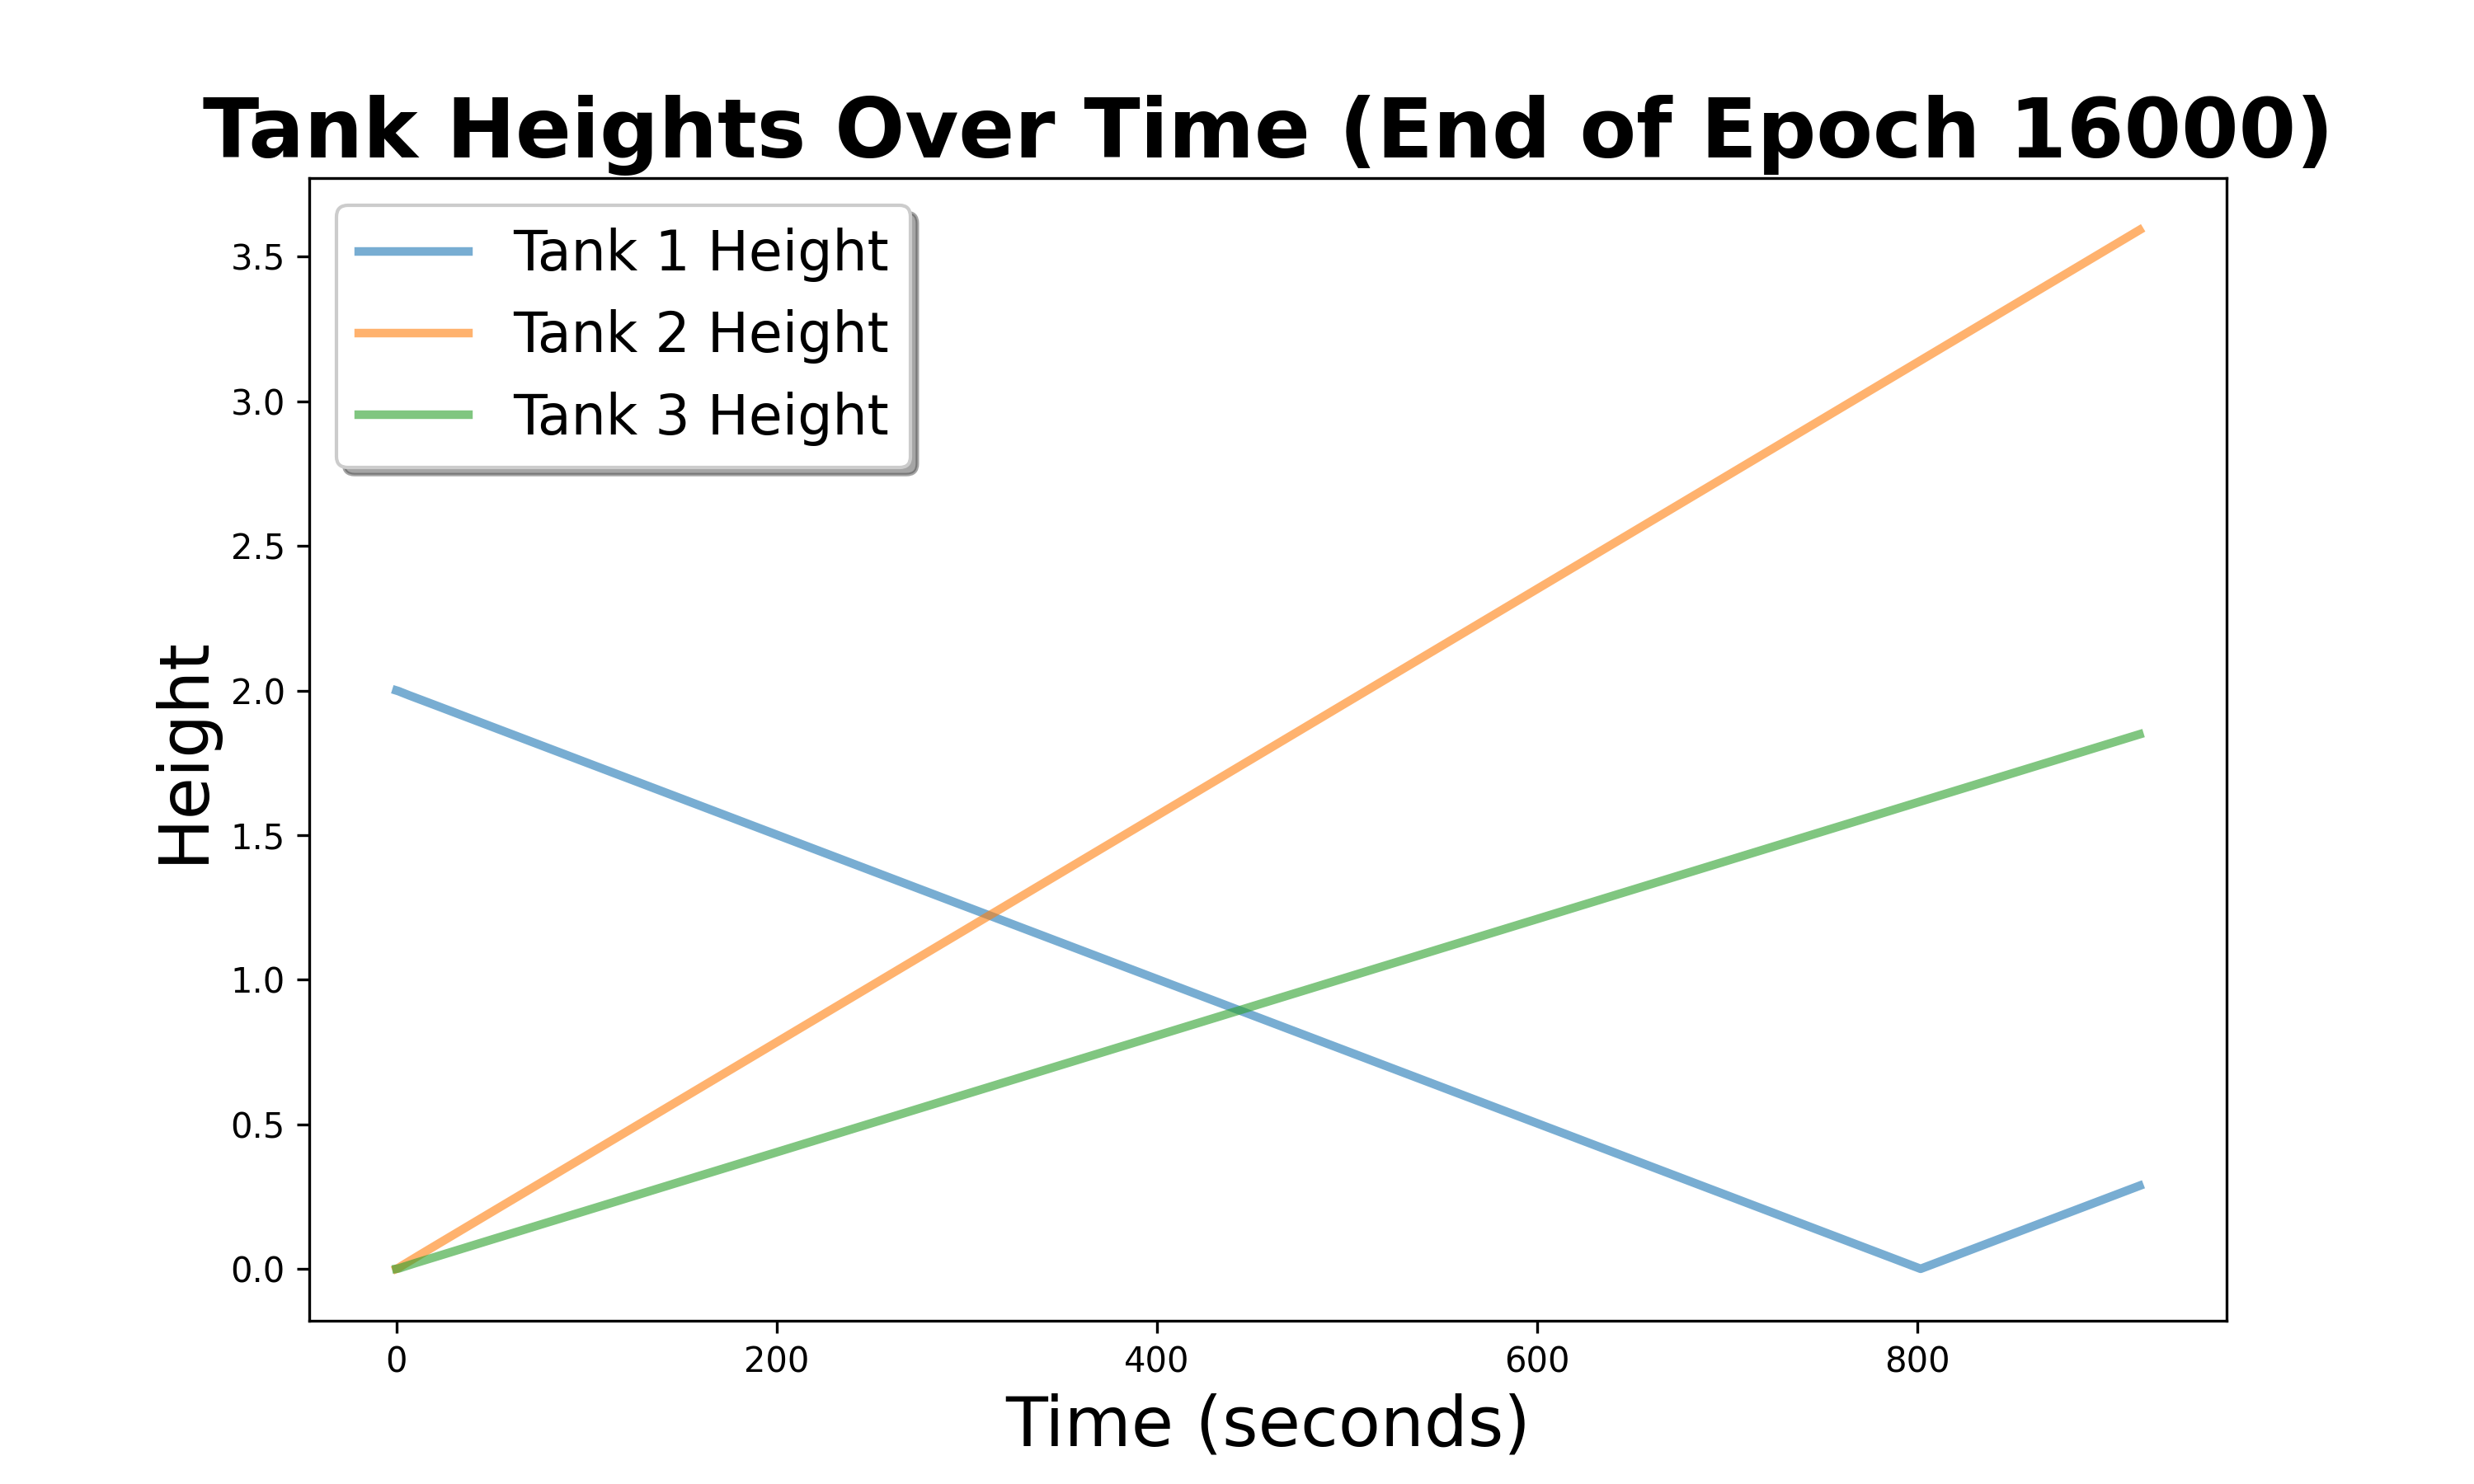 Tank Heights Over Time (End of Epoch 16000)
Tank 1 Height
Tank 2 Height
Tank 3 Height
3.5
3.0
2.5
2.0
1.5
1.0
0.5
0.0
Height
0 200 400 600 800
Time (seconds)